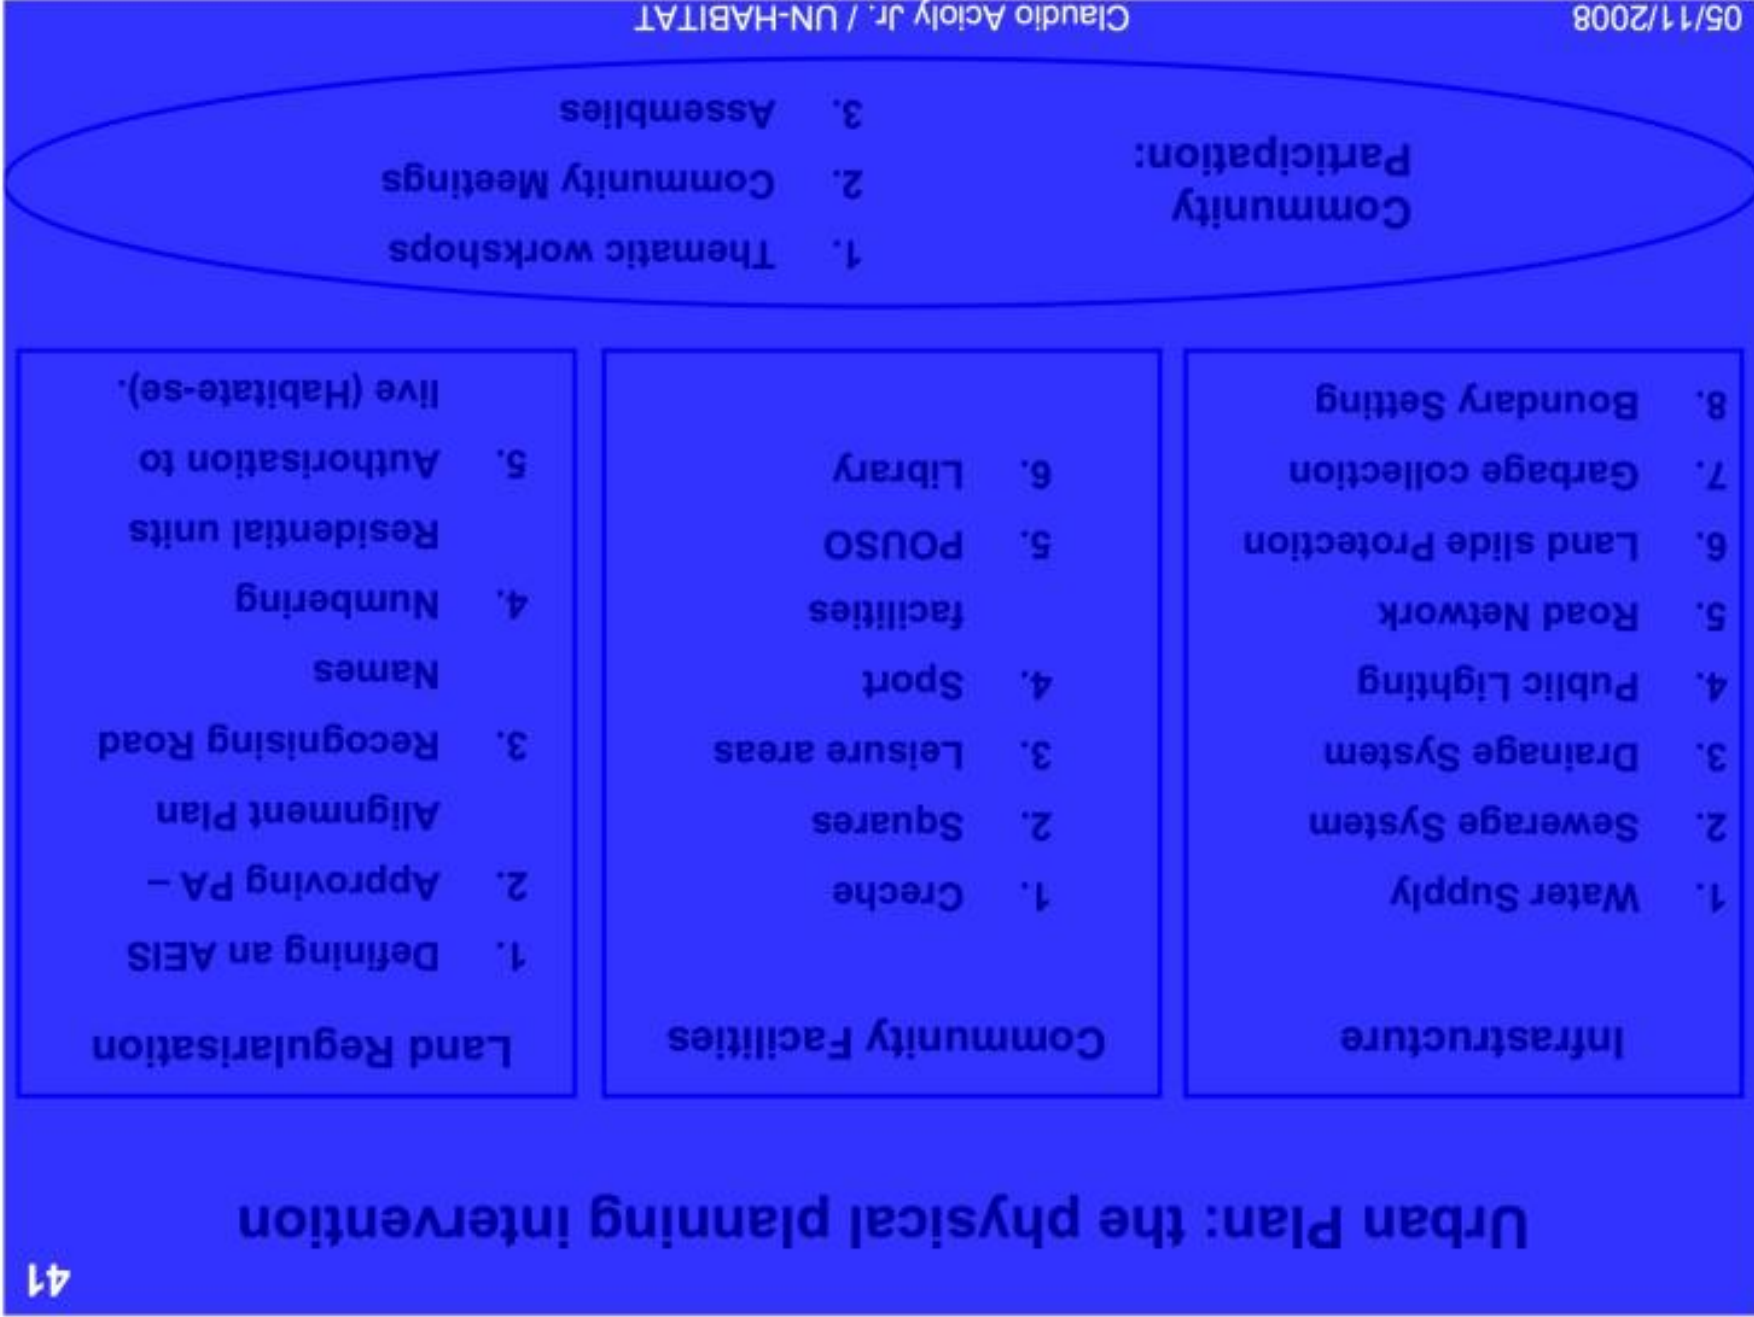 41
Urban Plan: the physical planning intervention
Infrastructure
1. Water Supply
2. Sewerage System
3. Drainage System
4. Public Lighting
5. Road Network
6. Land slide Protection
7. Garbage collection
8. Boundary Setting
Community Facilities
1. Creche
2. Squares
3. Leisure areas
4. Sport
facilities
5. POUSO
6. Library
Land Regularisation
1. Defining an AEIS
2. Approving PA –
Alignment Plan
3. Recognising Road
Names
4. Numbering
Residential units
5. Authorisation to
live (Habitate-se).
Community
Participation:
1. Thematic workshops
2. Community Meetings
3. Assemblies
05/11/2008
Claudio Acioly Jr. / UN-HABITAT